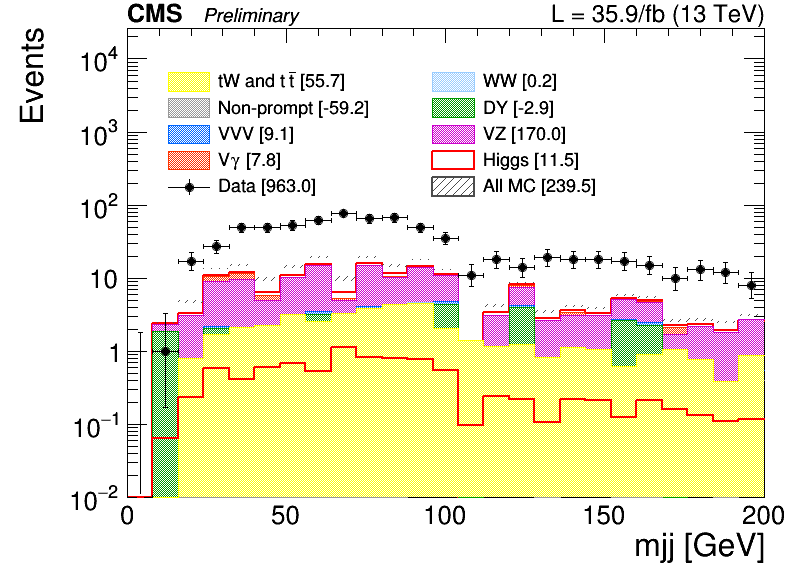 CMS Preliminary L = 35.9/fb (13 TeV)
Events
10⁴
10³
10²
10
1
10⁻¹
10⁻²
tW and tt̄ [55.7] WW [0.2]
Non-prompt [-59.2] DY [-2.9]
VVV [9.1] VZ [170.0]
Vγ [7.8] Higgs [11.5]
Data [963.0] All MC [239.5]
0 50 100 150 200
mjj [GeV]